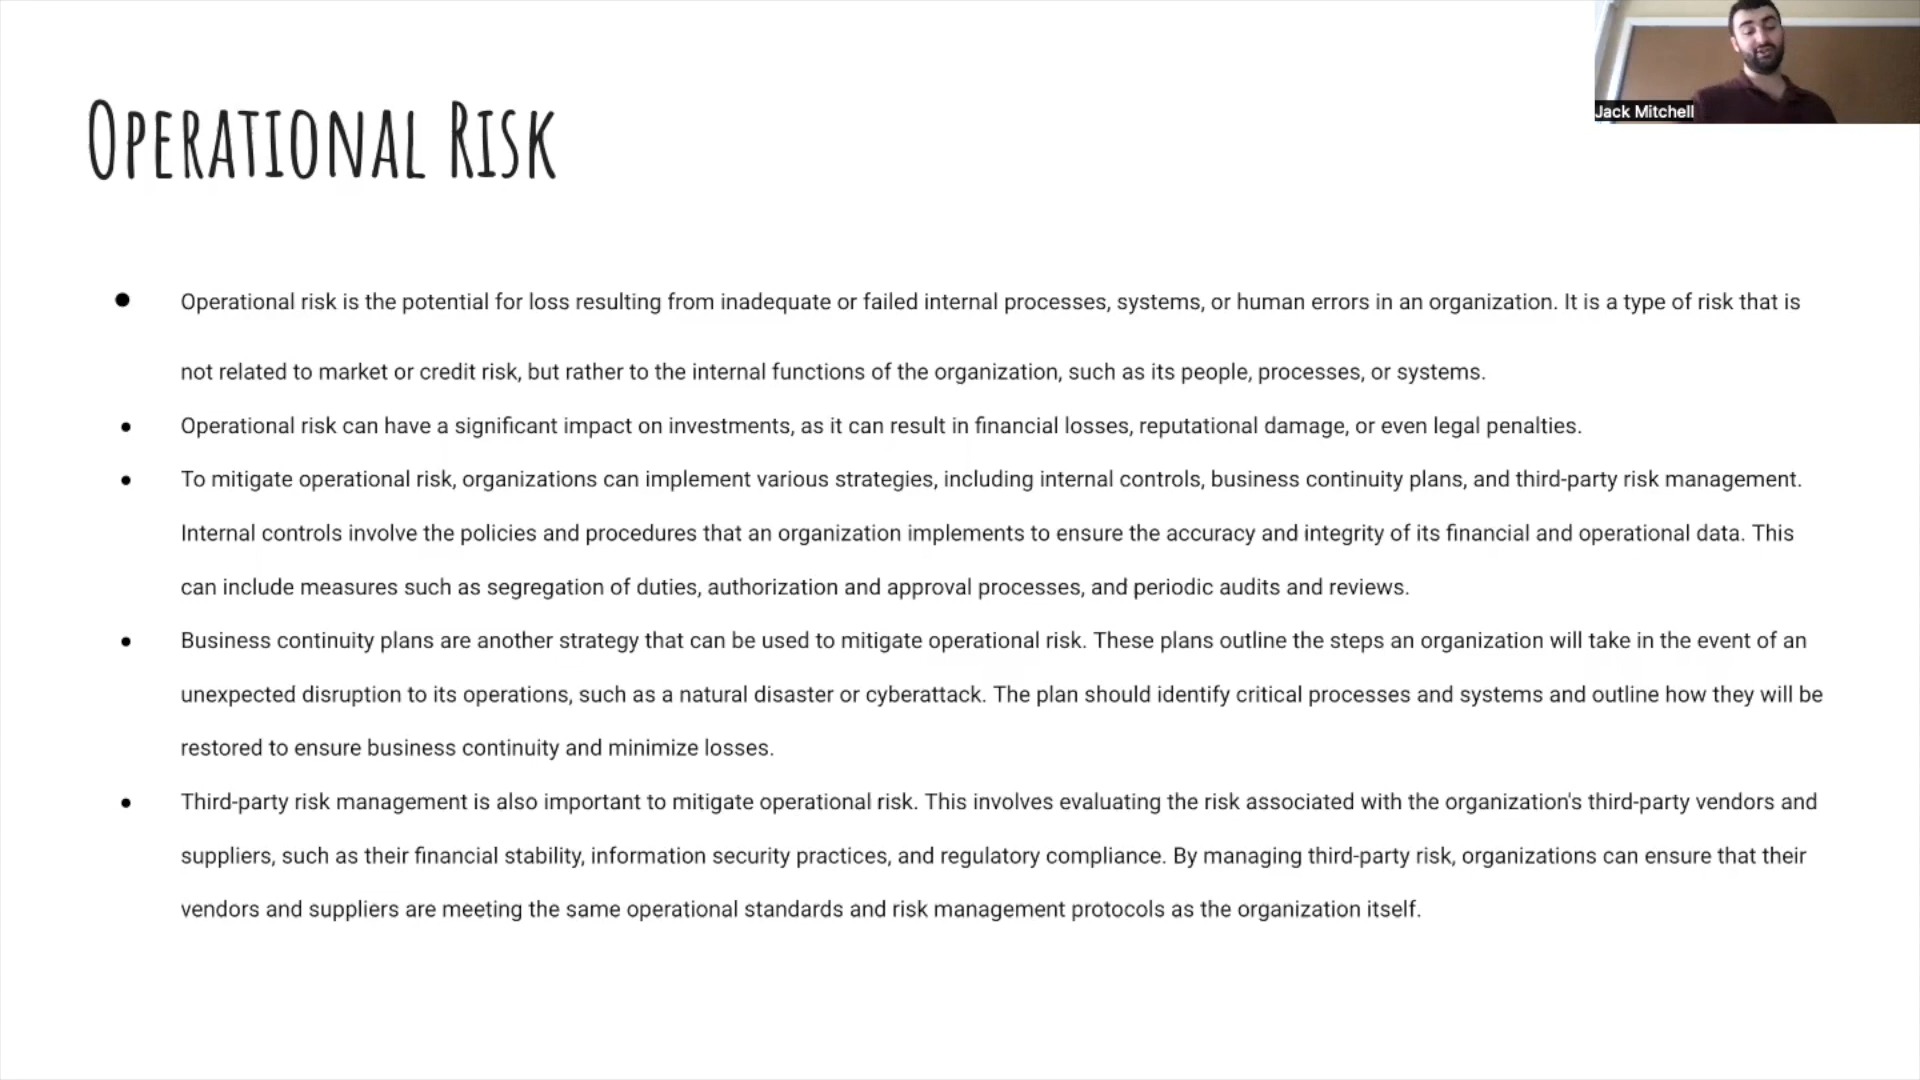 Jack Mitchell
OPERATIONAL RISK
● Operational risk is the potential for loss resulting from inadequate or failed internal processes, systems, or human errors in an organization. It is a type of risk that is
not related to market or credit risk, but rather to the internal functions of the organization, such as its people, processes, or systems.
● Operational risk can have a significant impact on investments, as it can result in financial losses, reputational damage, or even legal penalties.
● To mitigate operational risk, organizations can implement various strategies, including internal controls, business continuity plans, and third-party risk management.
Internal controls involve the policies and procedures that an organization implements to ensure the accuracy and integrity of its financial and operational data. This
can include measures such as segregation of duties, authorization and approval processes, and periodic audits and reviews.
● Business continuity plans are another strategy that can be used to mitigate operational risk. These plans outline the steps an organization will take in the event of an
unexpected disruption to its operations, such as a natural disaster or cyberattack. The plan should identify critical processes and systems and outline how they will be
restored to ensure business continuity and minimize losses.
● Third-party risk management is also important to mitigate operational risk. This involves evaluating the risk associated with the organization's third-party vendors and
suppliers, such as their financial stability, information security practices, and regulatory compliance. By managing third-party risk, organizations can ensure that their
vendors and suppliers are meeting the same operational standards and risk management protocols as the organization itself.